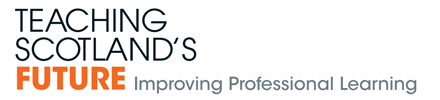 TEACHING
SCOTLAND'S
FUTURE Improving Professional Learning